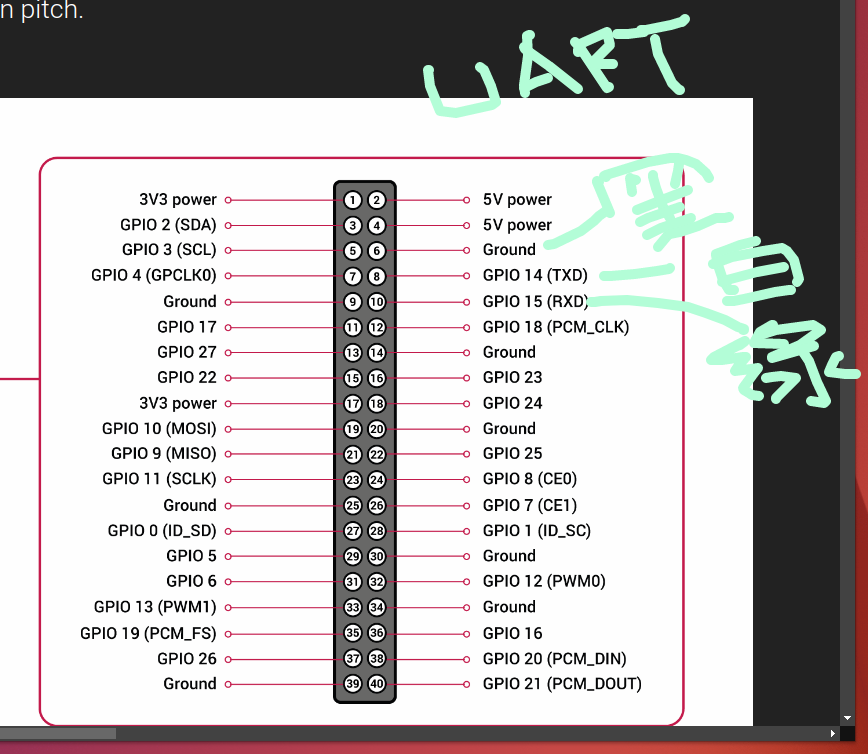 n pitch.
UART
3V3 power 1 2 5V power
GPIO 2 (SDA) 3 4 5V power
GPIO 3 (SCL) 5 6 Ground
GPIO 4 (GPCLK0) 7 8 GPIO 14 (TXD)
Ground 9 10 GPIO 15 (RXD)
GPIO 17 11 12 GPIO 18 (PCM_CLK)
GPIO 27 13 14 Ground
GPIO 22 15 16 GPIO 23
3V3 power 17 18 GPIO 24
GPIO 10 (MOSI) 19 20 Ground
GPIO 9 (MISO) 21 22 GPIO 25
GPIO 11 (SCLK) 23 24 GPIO 8 (CE0)
Ground 25 26 GPIO 7 (CE1)
GPIO 0 (ID_SD) 27 28 GPIO 1 (ID_SC)
GPIO 5 29 30 Ground
GPIO 6 31 32 GPIO 12 (PWM0)
GPIO 13 (PWM1) 33 34 Ground
GPIO 19 (PCM_FS) 35 36 GPIO 16
GPIO 26 37 38 GPIO 20 (PCM_DIN)
Ground 39 40 GPIO 21 (PCM_DOUT)